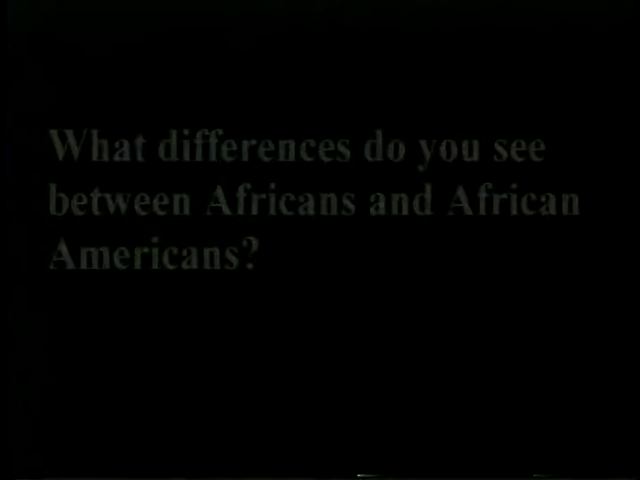 What differences do you see
between Africans and African
Americans?